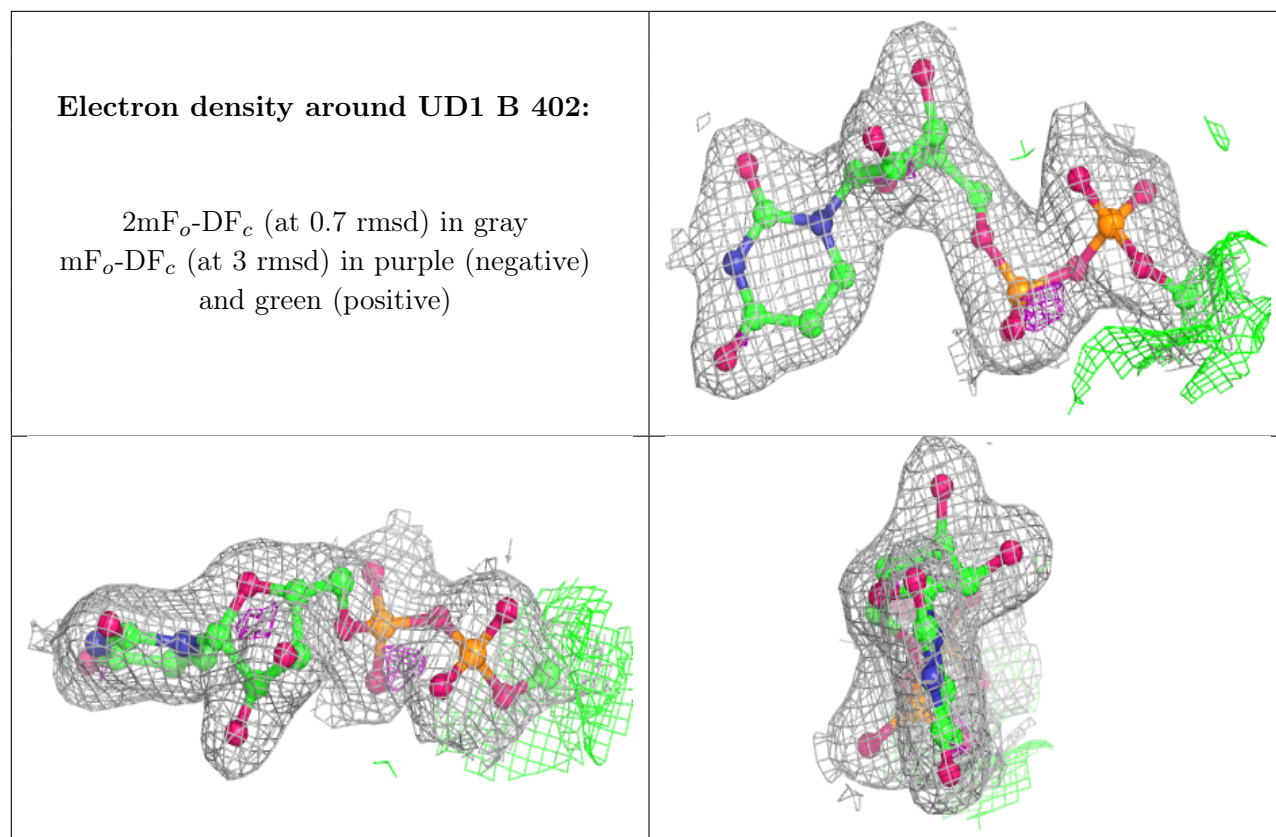 Electron density around UD1 B 402:
2mFo-DFc (at 0.7 rmsd) in gray
mFo-DFc (at 3 rmsd) in purple (negative)
and green (positive)